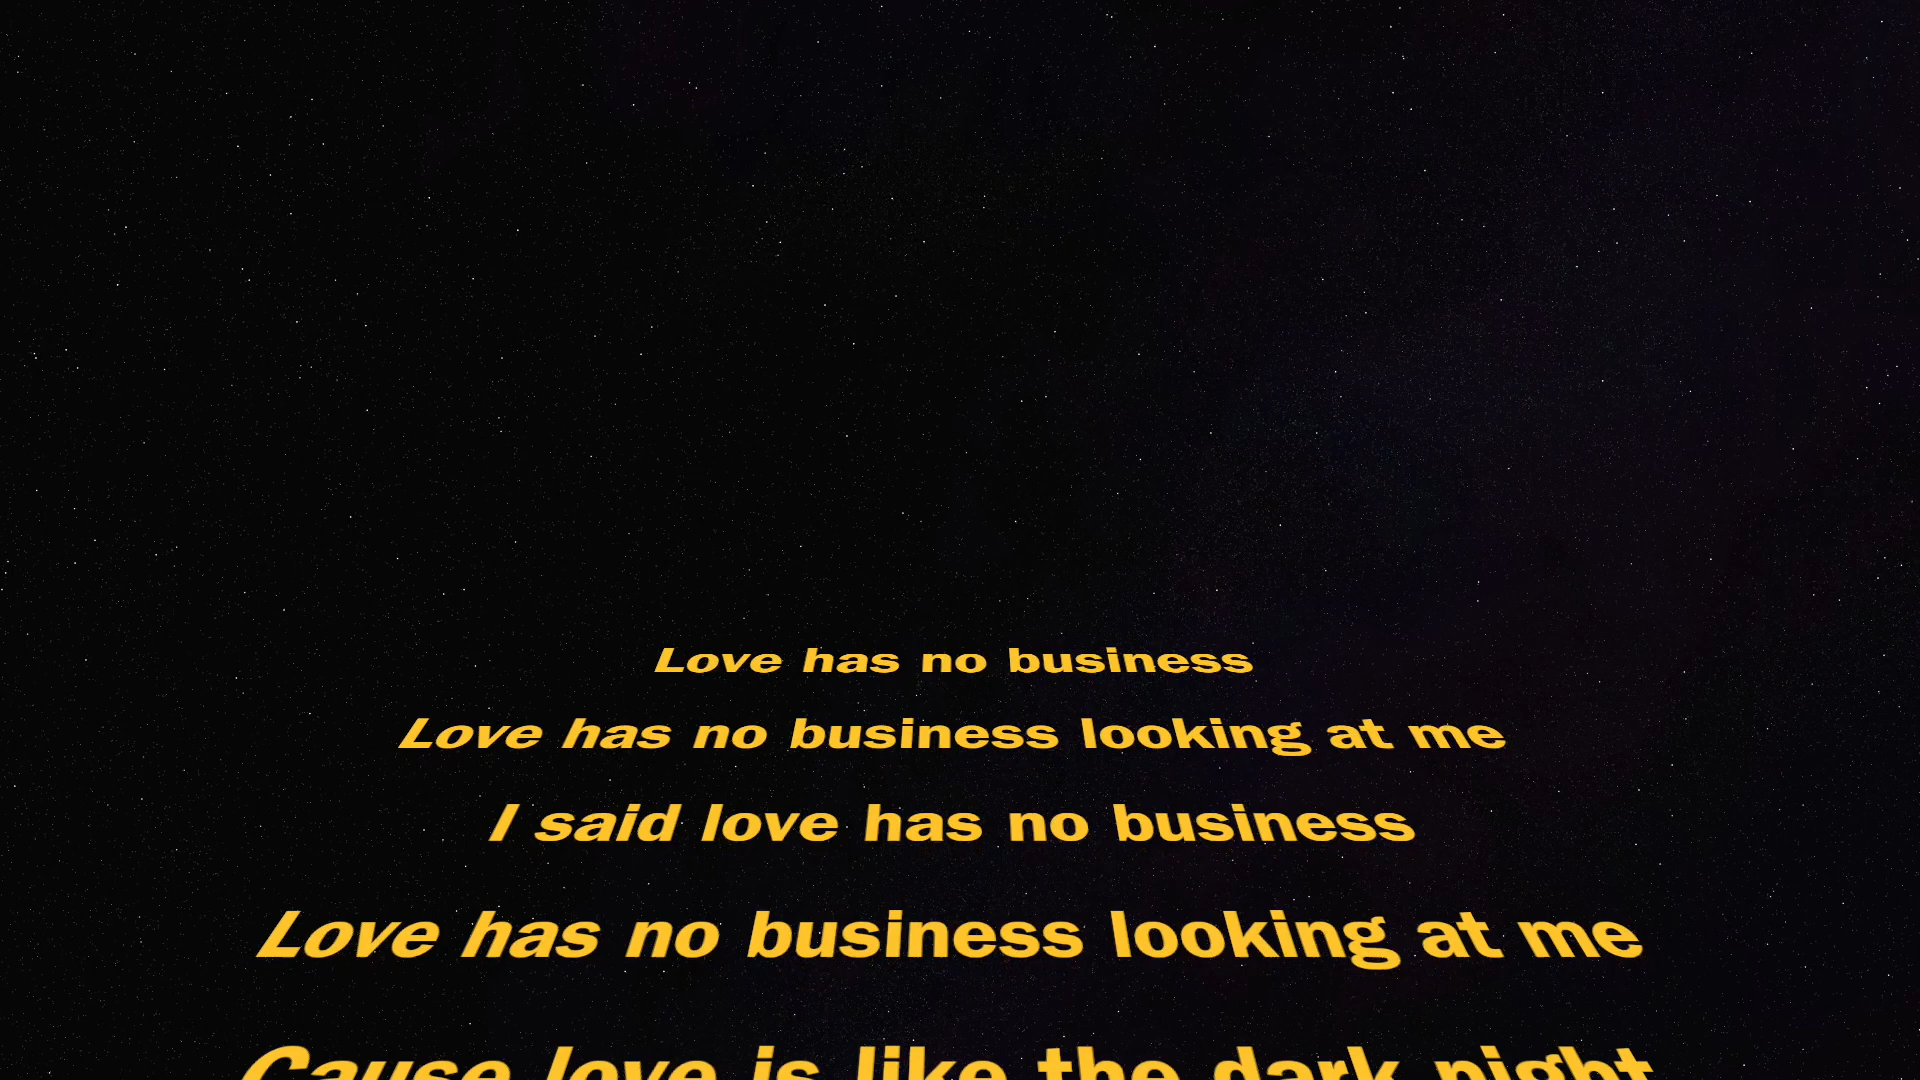 Love has no business
Love has no business looking at me
I said love has no business
Love has no business looking at me
Cause love is like the dark night